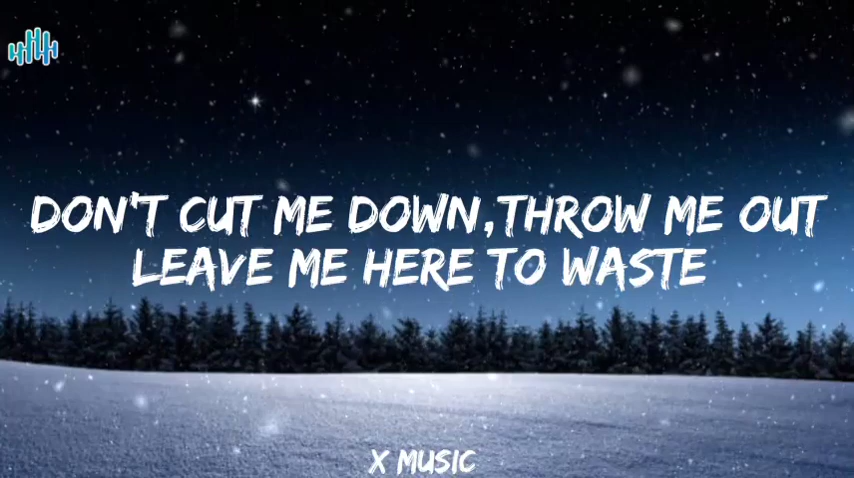 DON'T CUT ME DOWN,THROW ME OUT
LEAVE ME HERE TO WASTE
X MUSIC